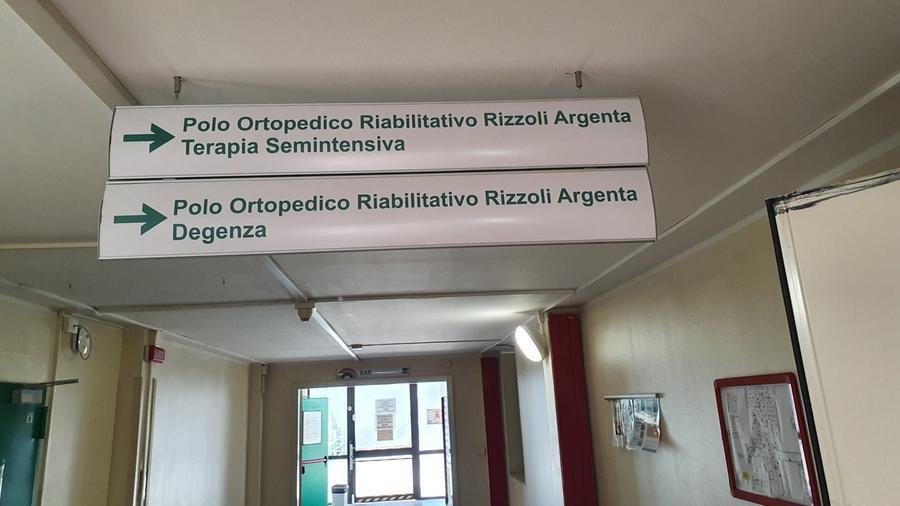 Polo Ortopedico Riabilitativo Rizzoli Argenta
Terapia Semintensiva
Polo Ortopedico Riabilitativo Rizzoli Argenta
Degenza
BAR